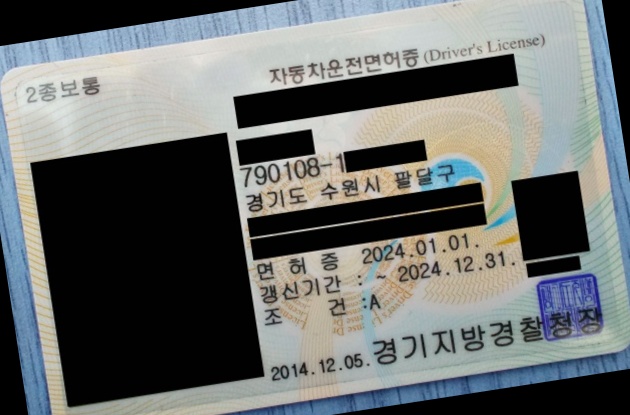 자동차운전면허증 (Driver's License)
2종보통
790108-1
경기도 수원시 팔달구
면 허 증 2024.01.01.
갱신기간 : ~ 2024.12.31.
조 건 :A
2014.12.05. 경기지방경찰청장